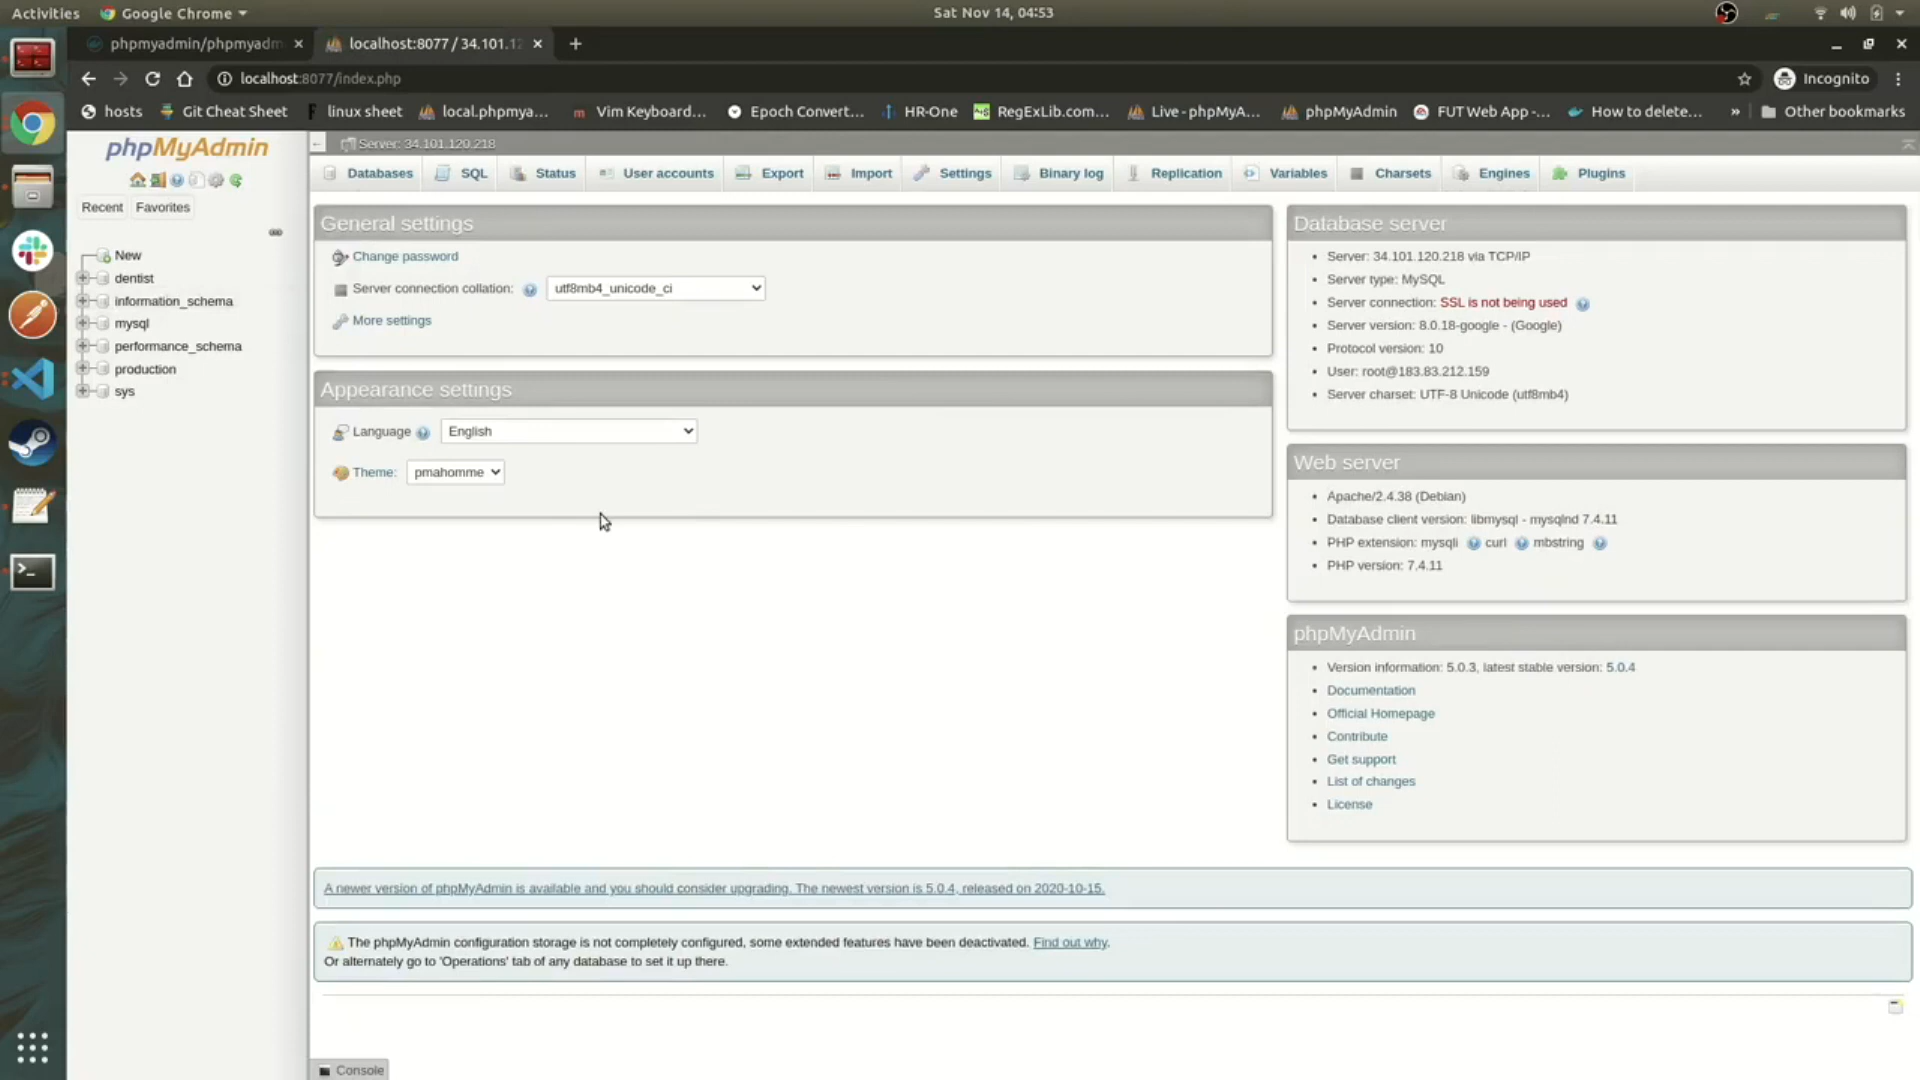 Activities Google Chrome Sat Nov 14, 04:53
phpmyadmin/phpmyadm localhost:8077 / 34.101.12
localhost:8077/index.php Incognito
hosts Git Cheat Sheet linux sheet local.phpmya... Vim Keyboard... Epoch Convert... HR-One RegExLib.com... Live - phpMyA... phpMyAdmin FUT Web App -... How to delete... » Other bookmarks
phpMyAdmin
Recent Favorites
New
dentist
information_schema
mysql
performance_schema
production
sys
Server: 34.101.120.218
Databases SQL Status User accounts Export Import Settings Binary log Replication Variables Charsets Engines Plugins
General settings
Change password
Server connection collation: utf8mb4_unicode_ci
More settings
Appearance settings
Language English
Theme: pmahomme
Database server
Server: 34.101.120.218 via TCP/IP
Server type: MySQL
Server connection: SSL is not being used
Server version: 8.0.18-google - (Google)
Protocol version: 10
User: root@183.83.212.159
Server charset: UTF-8 Unicode (utf8mb4)
Web server
Apache/2.4.38 (Debian)
Database client version: libmysql - mysqlnd 7.4.11
PHP extension: mysqli curl mbstring
PHP version: 7.4.11
phpMyAdmin
Version information: 5.0.3, latest stable version: 5.0.4
Documentation
Official Homepage
Contribute
Get support
List of changes
License
A newer version of phpMyAdmin is available and you should consider upgrading. The newest version is 5.0.4, released on 2020-10-15.
The phpMyAdmin configuration storage is not completely configured, some extended features have been deactivated. Find out why.
Or alternately go to 'Operations' tab of any database to set it up there.
Console